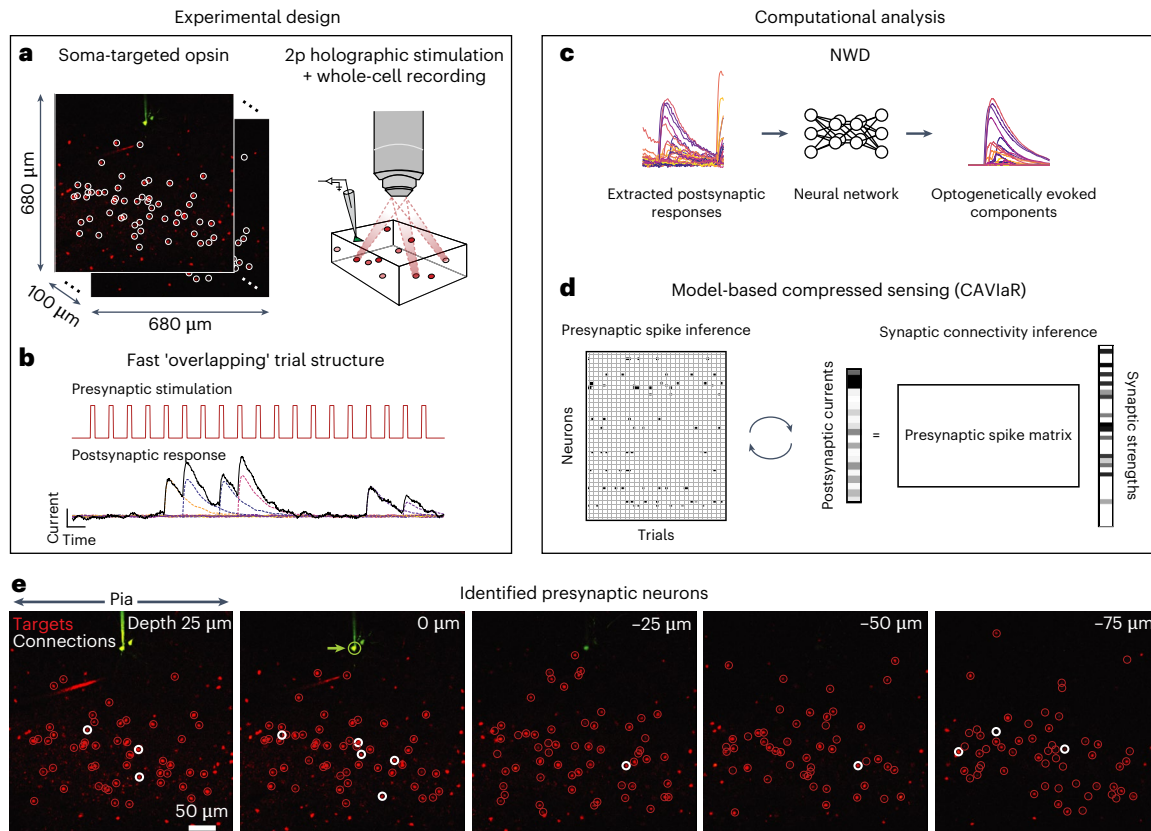 Experimental design
Computational analysis
a
Soma-targeted opsin
2p holographic stimulation
+ whole-cell recording
680 µm
100 µm
680 µm
b
Fast 'overlapping' trial structure
Presynaptic stimulation
Postsynaptic response
Current
Time
c
NWD
Extracted postsynaptic
responses
Neural network
Optogenetically evoked
components
d
Model-based compressed sensing (CAVIaR)
Presynaptic spike inference
Neurons
Trials
Synaptic connectivity inference
Postsynaptic currents
=
Presynaptic spike matrix
Synaptic strengths
e
Identified presynaptic neurons
Pia
Targets
Connections
Depth 25 µm
50 µm
0 µm
−25 µm
−50 µm
−75 µm